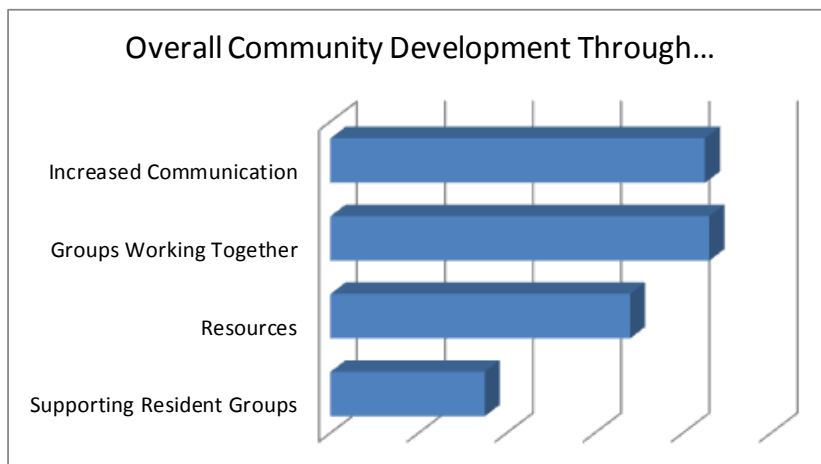 Overall Community Development Through...
Increased Communication
Groups Working Together
Resources
Supporting Resident Groups